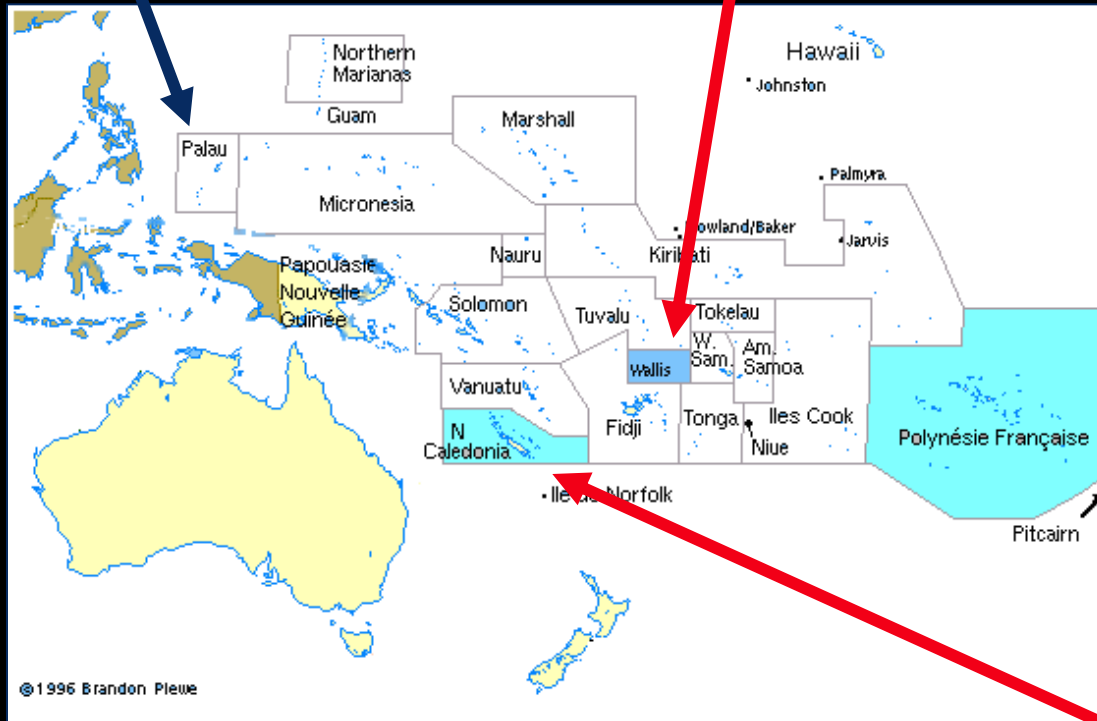 Hawaii
Northern
Marianas
Johnston
Guam
Marshall
Palau
Palmyra
Micronesia
Asie
Howland/Baker
Jarvis
Nauru
Kiribati
Papouasie
Nouvelle
Guinée
Solomon
Tuvalu
Tokelau
W.
Sam.
Am.
Samoa
Wallis
Vanuatu
Fidji
Tonga
Iles Cook
N
Caledonia
Niue
Polynésie Française
Ile de Norfolk
Pitcairn
©1996 Brandon Plewe